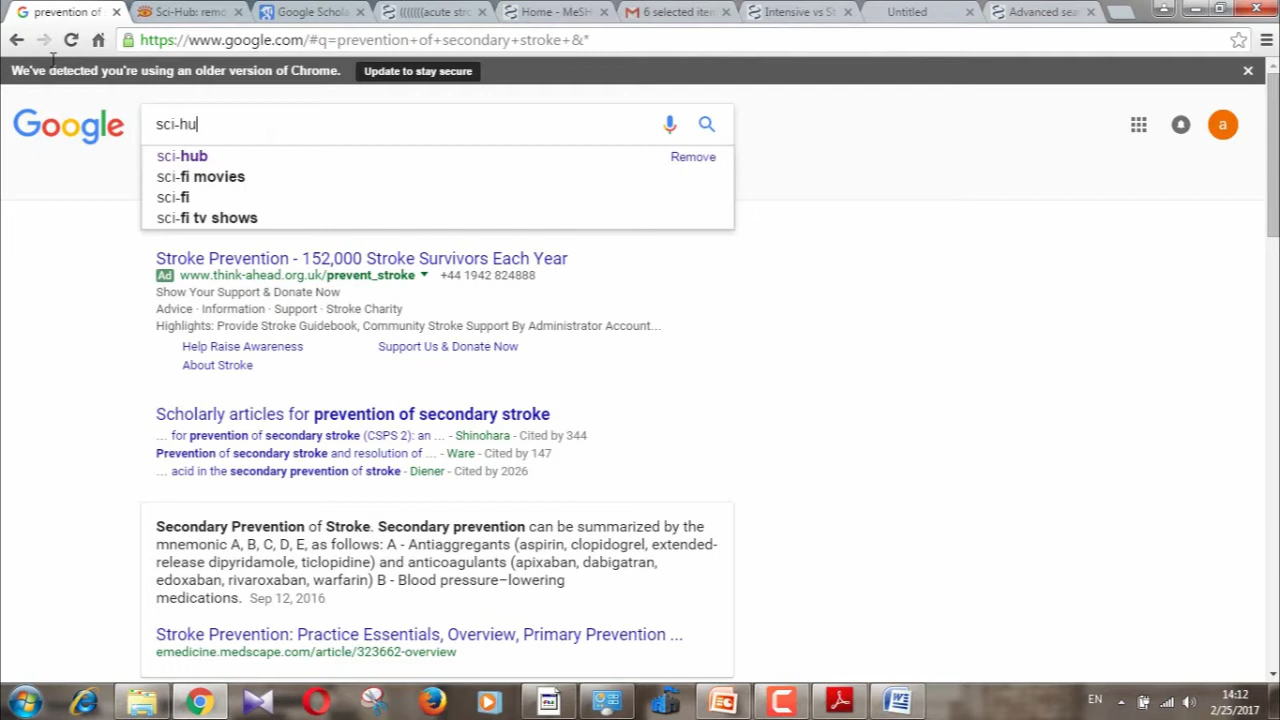 prevention of
Sci-Hub: remo
Google Schola
(((((((acute stro
Home - MeSH
6 selected item
Intensive vs St
Untitled
Advanced sea
https://www.google.com/#q=prevention+of+secondary+stroke+&*
We've detected you're using an older version of Chrome. Update to stay secure
Google
sci-hu
a
sci-hub Remove
sci-fi movies
sci-fi
sci-fi tv shows
Stroke Prevention - 152,000 Stroke Survivors Each Year
Ad www.think-ahead.org.uk/prevent_stroke +44 1942 824888
Show Your Support & Donate Now
Advice · Information · Support · Stroke Charity
Highlights: Provide Stroke Guidebook, Community Stroke Support By Administrator Account...
Help Raise Awareness Support Us & Donate Now
About Stroke
Scholarly articles for prevention of secondary stroke
... for prevention of secondary stroke (CSPS 2): an ... - Shinohara - Cited by 344
Prevention of secondary stroke and resolution of ... - Ware - Cited by 147
... acid in the secondary prevention of stroke - Diener - Cited by 2026
Secondary Prevention of Stroke. Secondary prevention can be summarized by the
mnemonic A, B, C, D, E, as follows: A - Antiaggregants (aspirin, clopidogrel, extended-
release dipyridamole, ticlopidine) and anticoagulants (apixaban, dabigatran,
edoxaban, rivaroxaban, warfarin) B - Blood pressure–lowering
medications. Sep 12, 2016
Stroke Prevention: Practice Essentials, Overview, Primary Prevention ...
emedicine.medscape.com/article/323662-overview
EN
14:12
2/25/2017